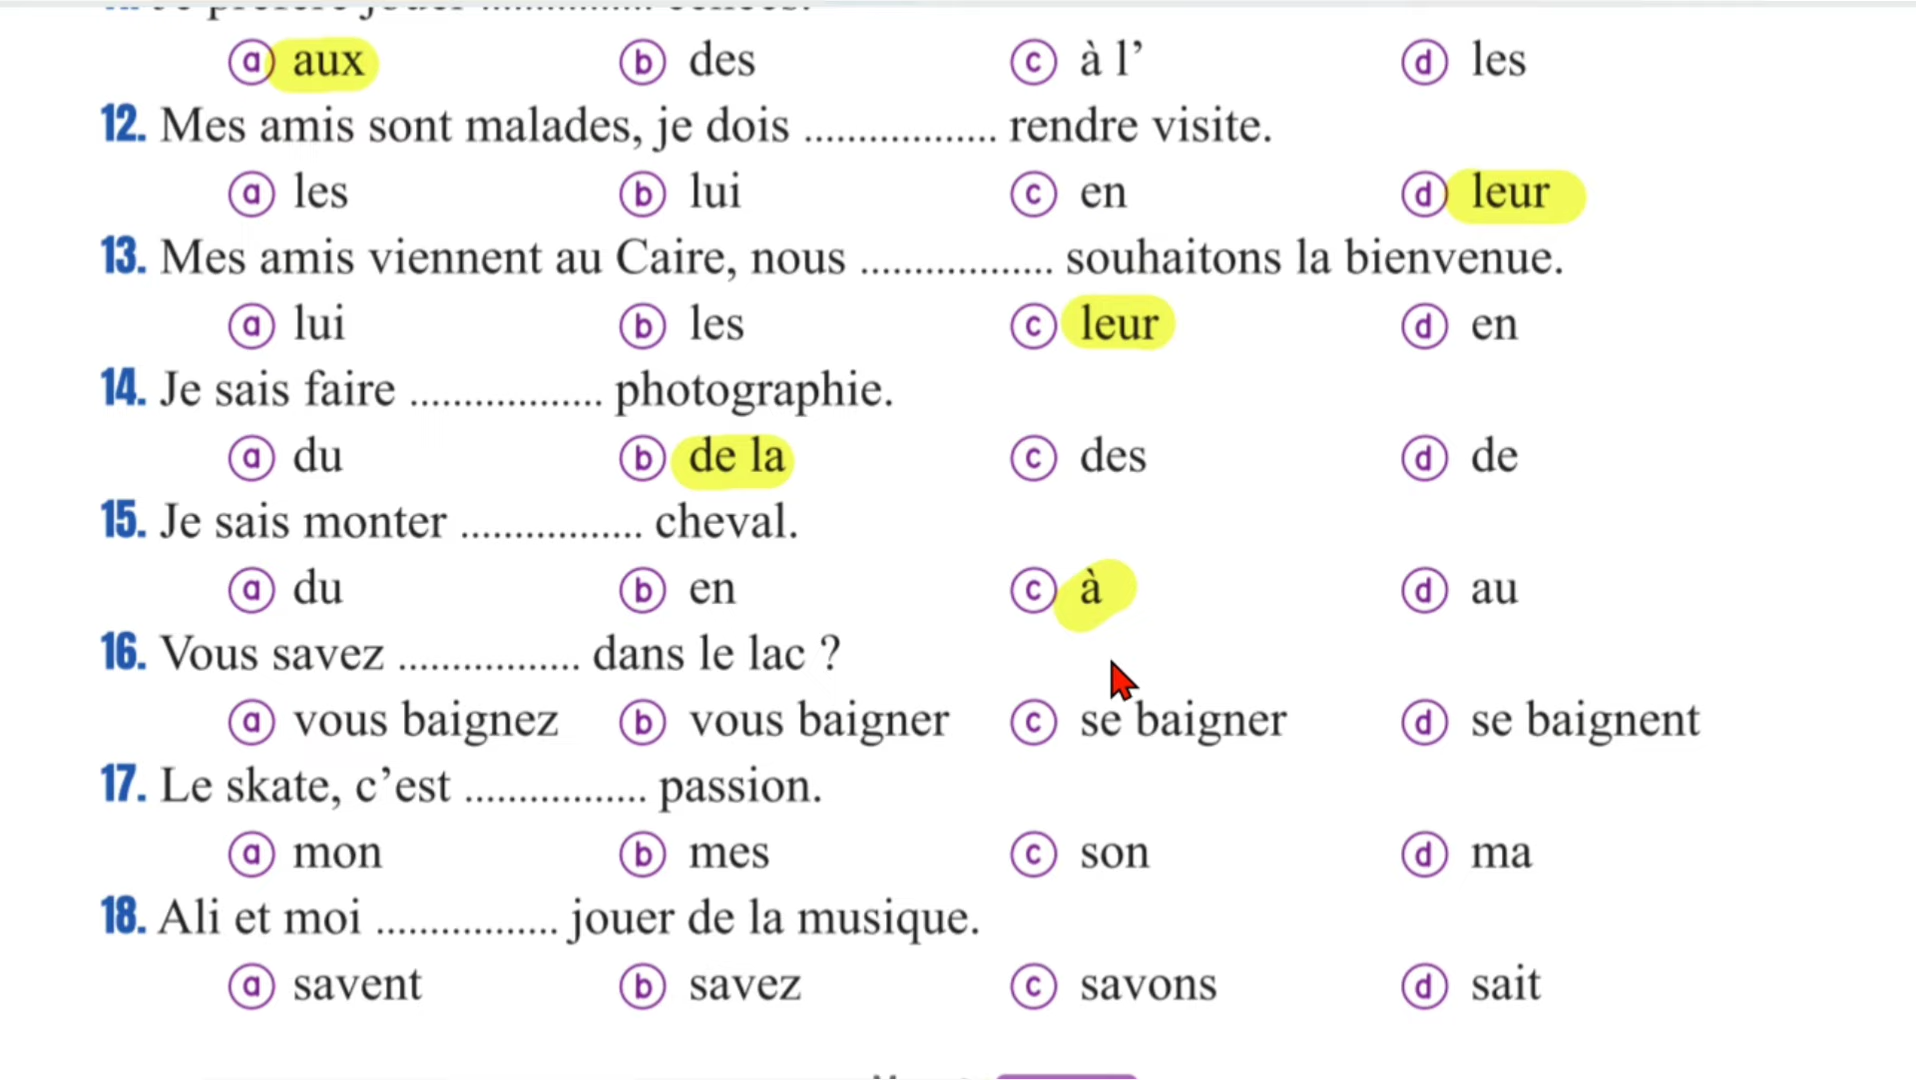 ⓐ aux ⓑ des ⓒ à l’ ⓓ les
12. Mes amis sont malades, je dois .................. rendre visite.
ⓐ les ⓑ lui ⓒ en ⓓ leur
13. Mes amis viennent au Caire, nous .................. souhaitons la bienvenue.
ⓐ lui ⓑ les ⓒ leur ⓓ en
14. Je sais faire .................. photographie.
ⓐ du ⓑ de la ⓒ des ⓓ de
15. Je sais monter ................. cheval.
ⓐ du ⓑ en ⓒ à ⓓ au
16. Vous savez ................. dans le lac ?
ⓐ vous baignez ⓑ vous baigner ⓒ se baigner ⓓ se baignent
17. Le skate, c’est ................. passion.
ⓐ mon ⓑ mes ⓒ son ⓓ ma
18. Ali et moi ................. jouer de la musique.
ⓐ savent ⓑ savez ⓒ savons ⓓ sait